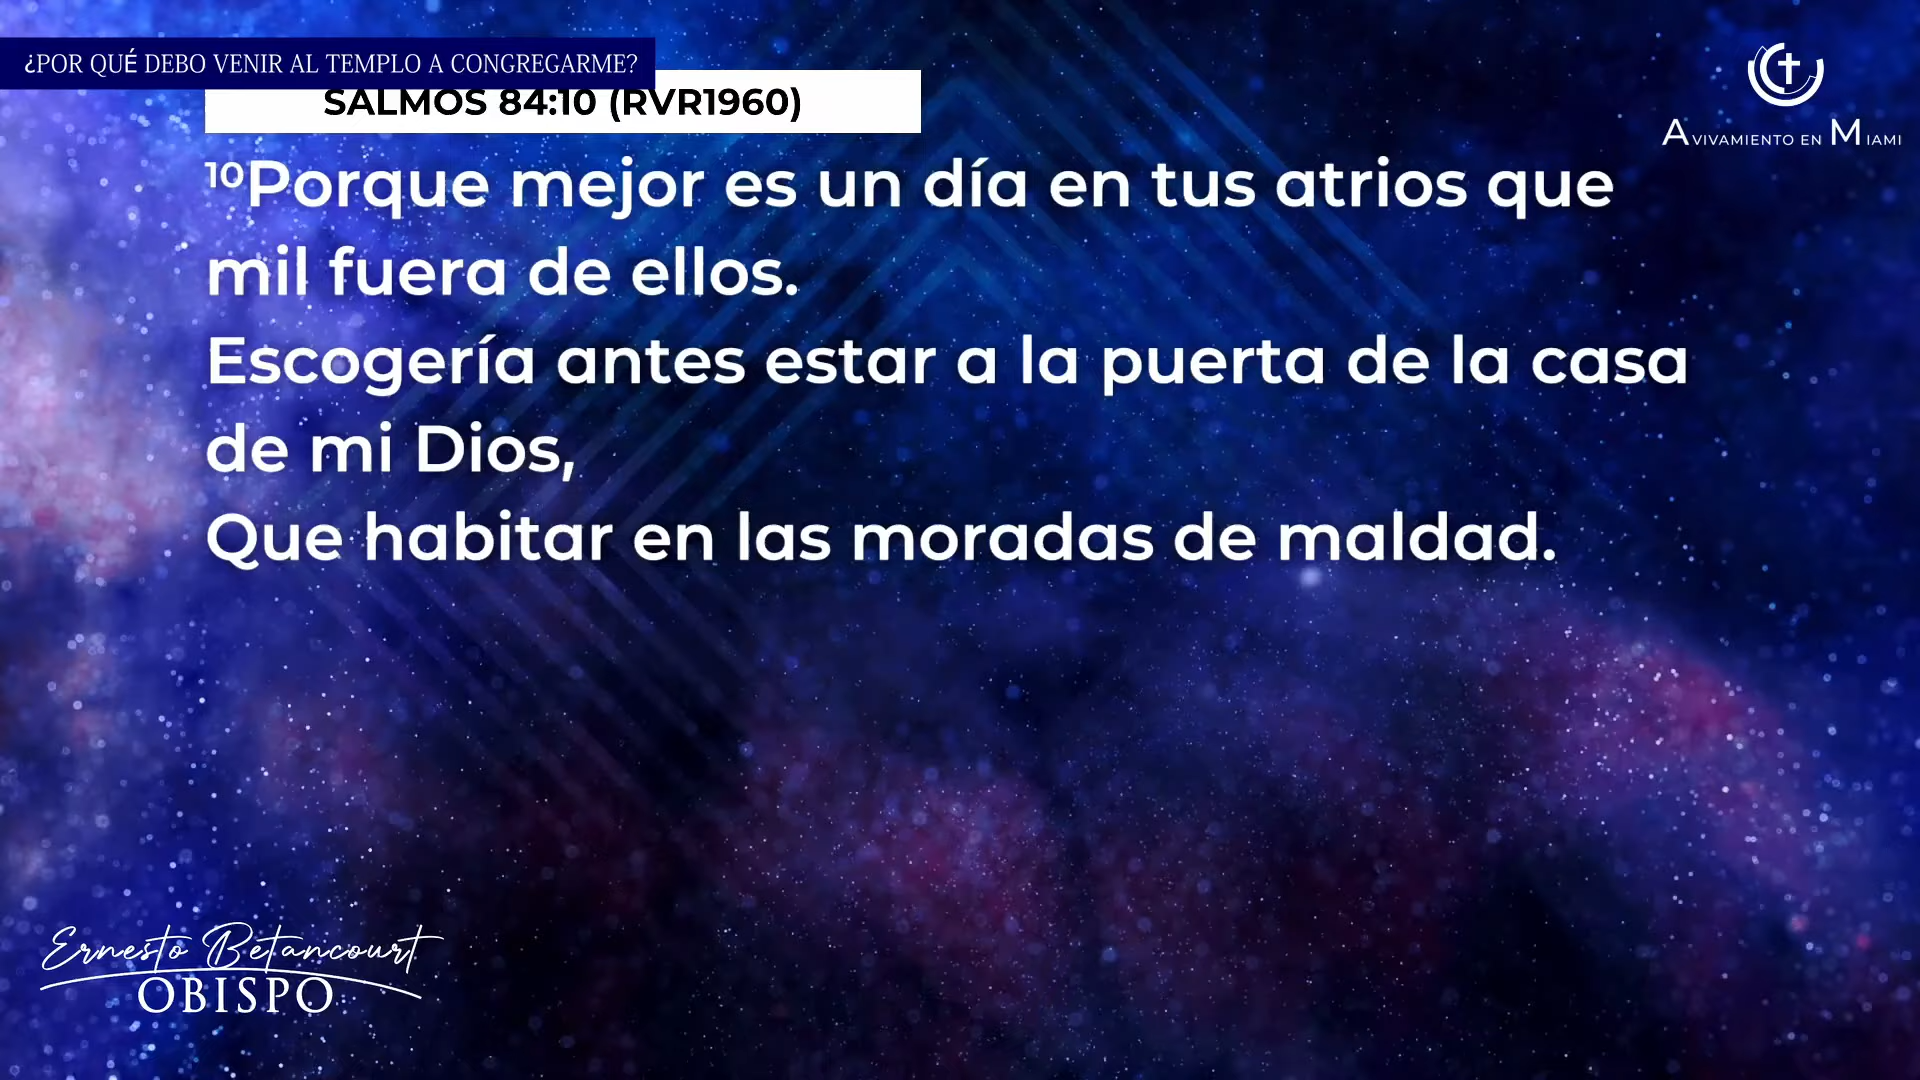 ¿POR QUÉ DEBO VENIR AL TEMPLO A CONGREGARME?
SALMOS 84:10 (RVR1960)
AVIVAMIENTO EN MIAMI
¹⁰Porque mejor es un día en tus atrios que
mil fuera de ellos.
Escogería antes estar a la puerta de la casa
de mi Dios,
Que habitar en las moradas de maldad.
Ernesto Betancourt
OBISPO